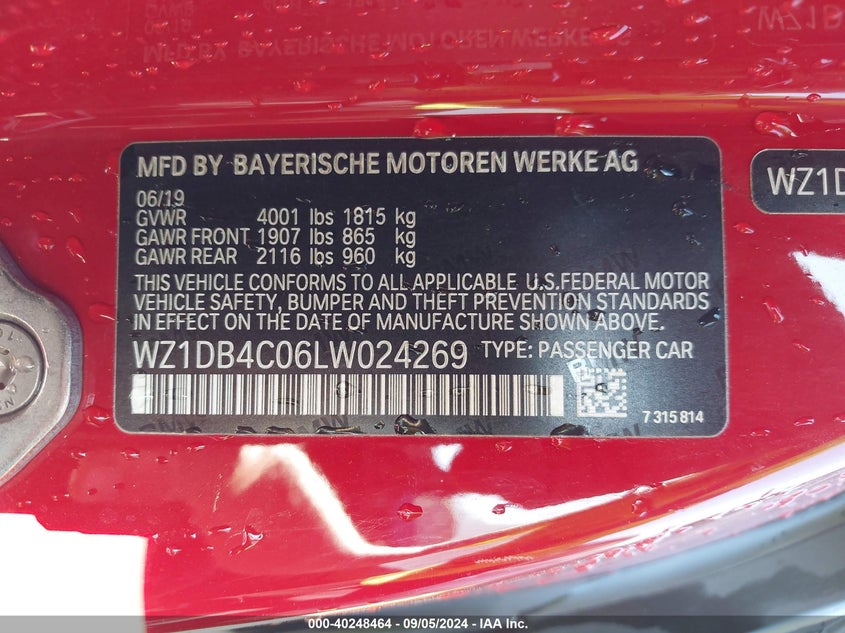 MFD BY BAYERISCHE MOTOREN WERKE AG
06/19
GVWR 4001 lbs 1815 kg
GAWR FRONT 1907 lbs 865 kg
GAWR REAR 2116 lbs 960 kg
THIS VEHICLE CONFORMS TO ALL APPLICABLE U.S.FEDERAL MOTOR
VEHICLE SAFETY, BUMPER AND THEFT PREVENTION STANDARDS
IN EFFECT ON THE DATE OF MANUFACTURE SHOWN ABOVE.
WZ1DB4C06LW024269 TYPE: PASSENGER CAR
7 315 814
WZ1D
000-40248464 - 09/05/2024 - IAA Inc.